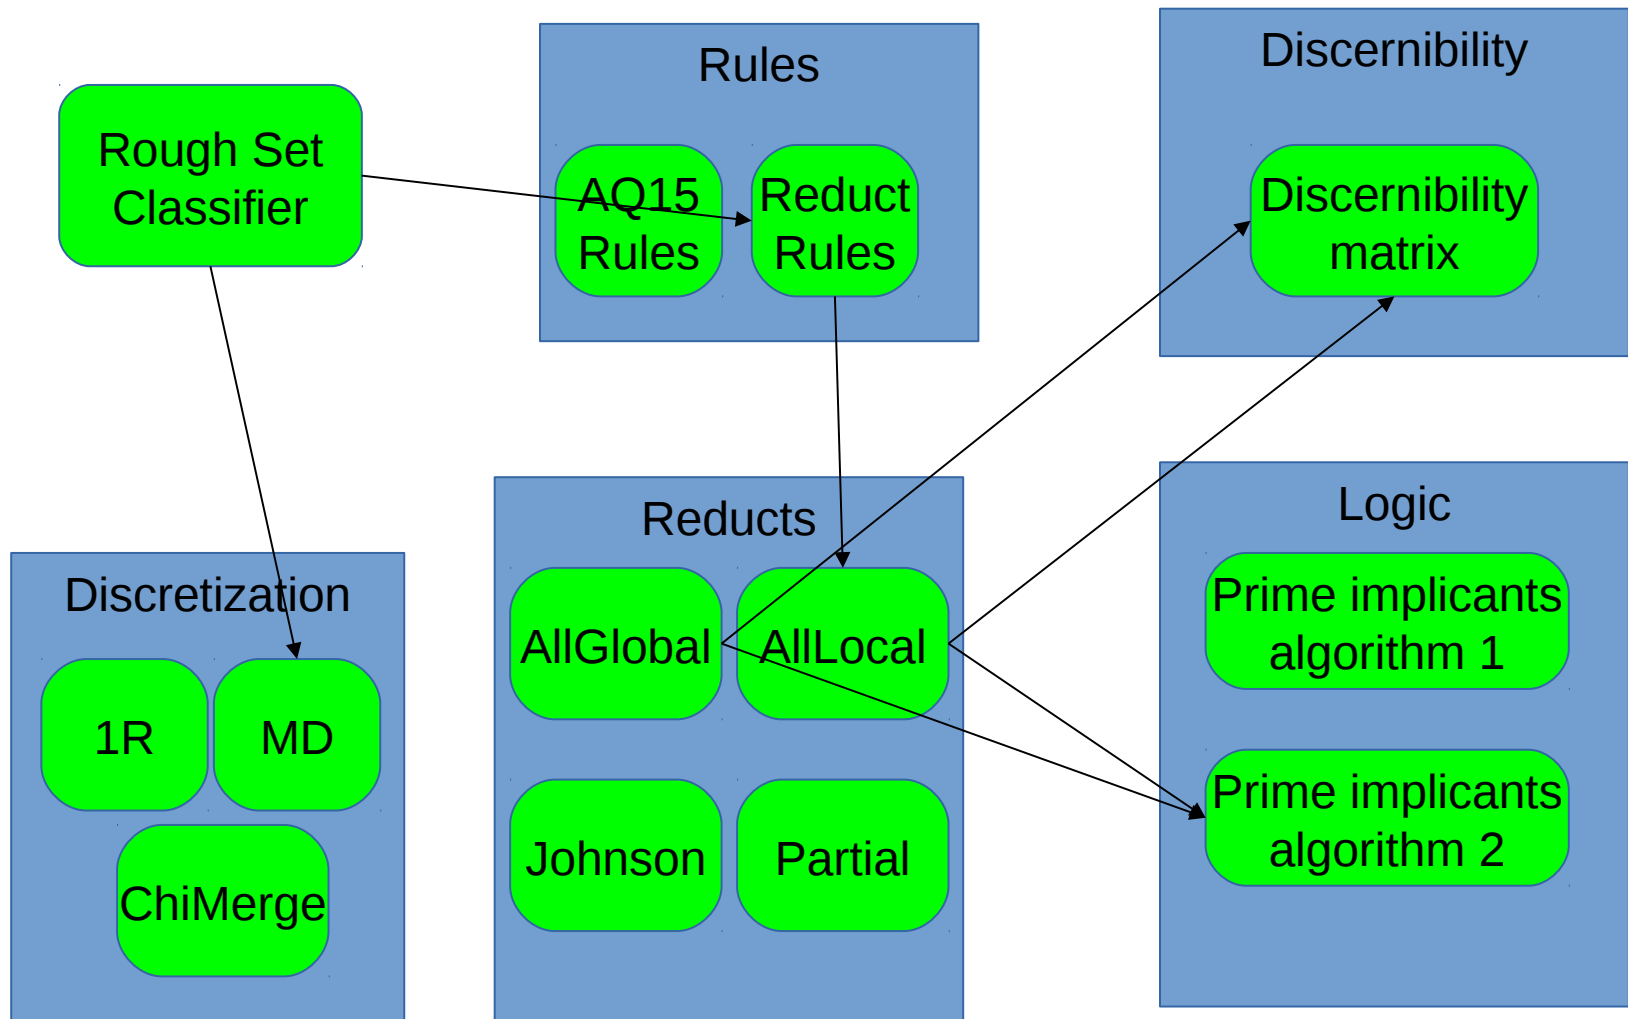 Rough Set
Classifier
Rules
AQ15
Rules
Reduct
Rules
Discernibility
Discernibility
matrix
Discretization
1R
MD
ChiMerge
Reducts
AllGlobal
AllLocal
Johnson
Partial
Logic
Prime implicants
algorithm 1
Prime implicants
algorithm 2